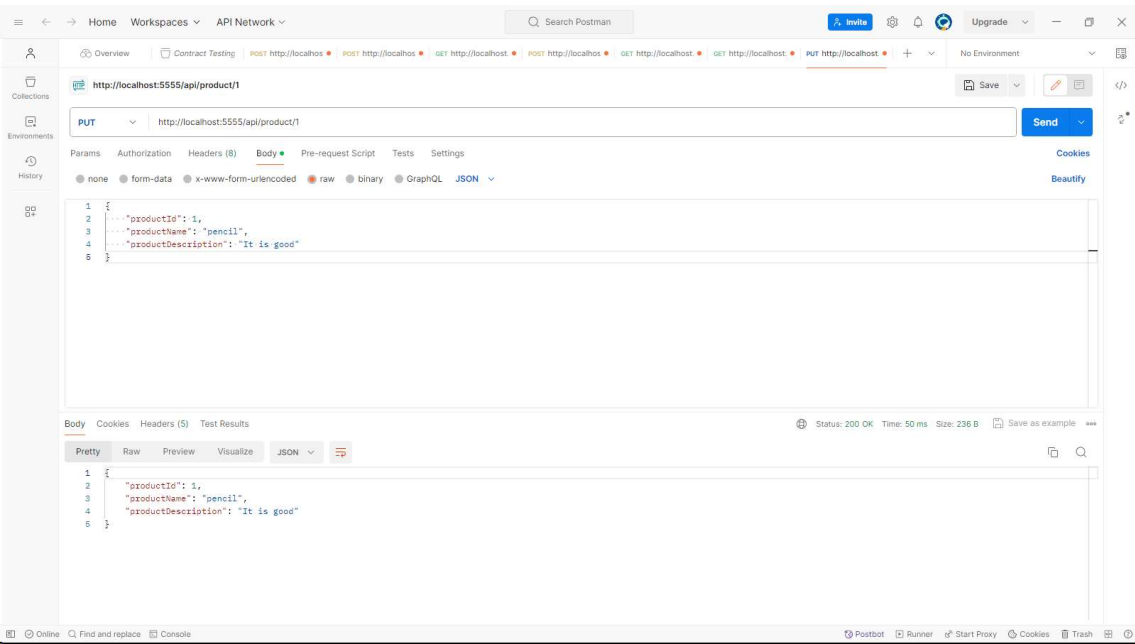 Home Workspaces API Network Search Postman Invite Upgrade
Overview Contract Testing POST http://localhos POST http://localhos GET http://localhost. POST http://localhos GET http://localhost. GET http://localhost. PUT http://localhost. No Environment
http://localhost:5555/api/product/1 Save
Collections
PUT http://localhost:5555/api/product/1 Send
Environments
Params Authorization Headers (8) Body Pre-request Script Tests Settings Cookies
History
none form-data x-www-form-urlencoded raw binary GraphQL JSON Beautify
1 {
2 "productId": 1,
3 "productName": "pencil",
4 "productDescription": "It is good"
5 }
Body Cookies Headers (5) Test Results Status: 200 OK Time: 50 ms Size: 236 B Save as example
Pretty Raw Preview Visualize JSON
1 {
2 "productId": 1,
3 "productName": "pencil",
4 "productDescription": "It is good"
5 }
Online Find and replace Console Postbot Runner Start Proxy Cookies Trash